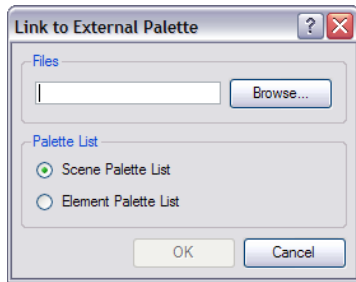 Link to External Palette
Files
Browse...
Palette List
Scene Palette List
Element Palette List
OK
Cancel